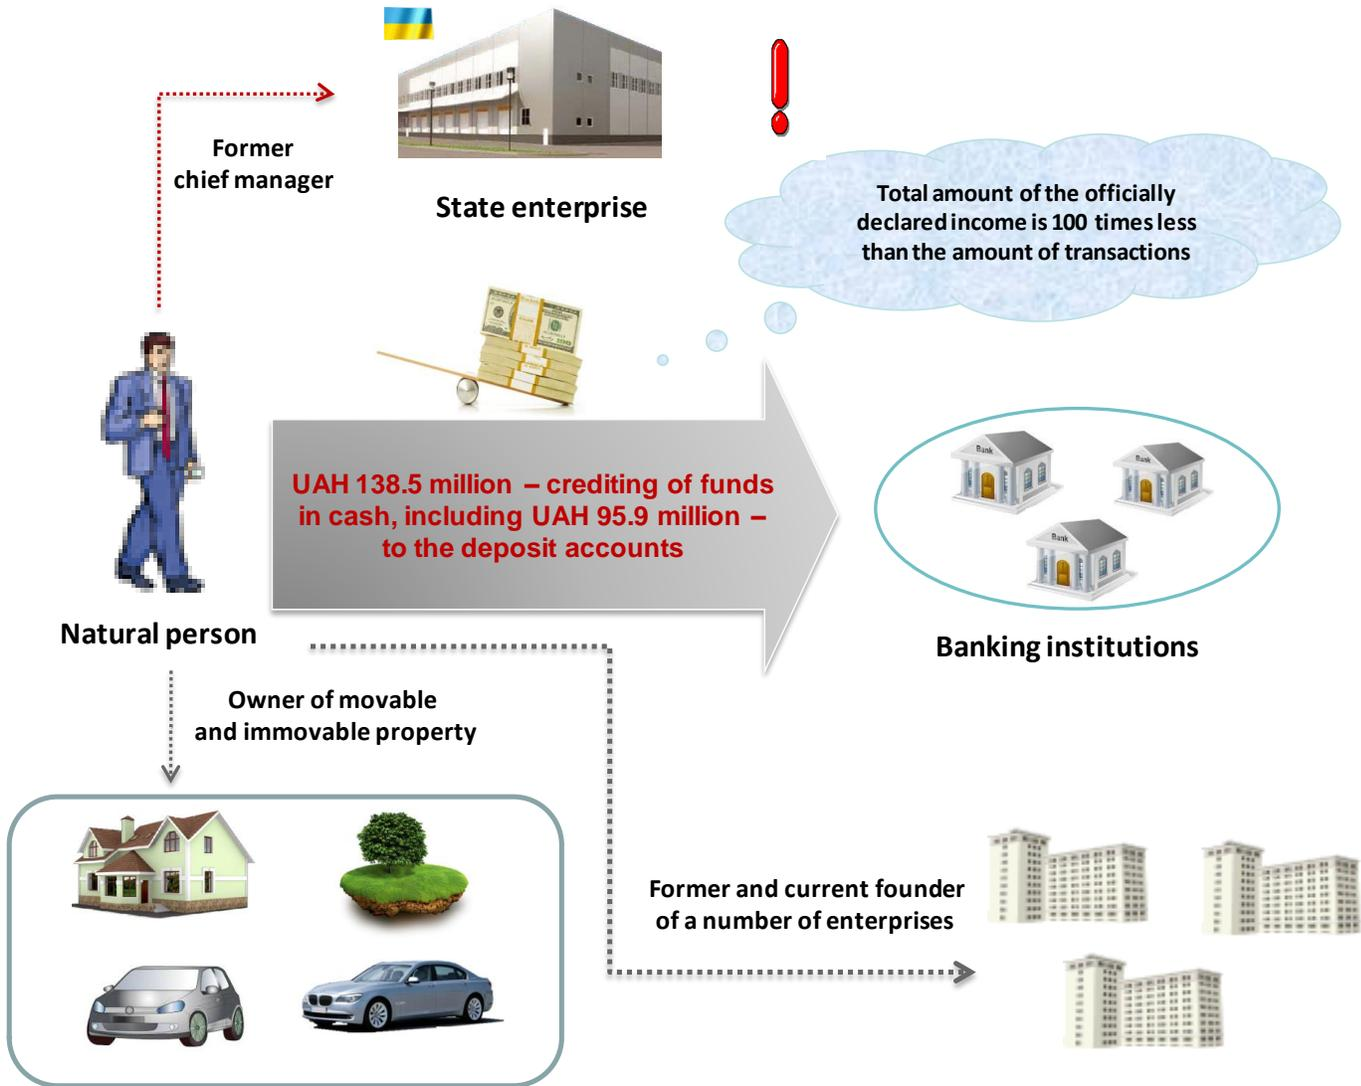 Former
chief manager
State enterprise
Total amount of the officially
declared income is 100 times less
than the amount of transactions
UAH 138.5 million – crediting of funds
in cash, including UAH 95.9 million –
to the deposit accounts
Bank
Bank
Bank
Natural person
Banking institutions
Owner of movable
and immovable property
Former and current founder
of a number of enterprises